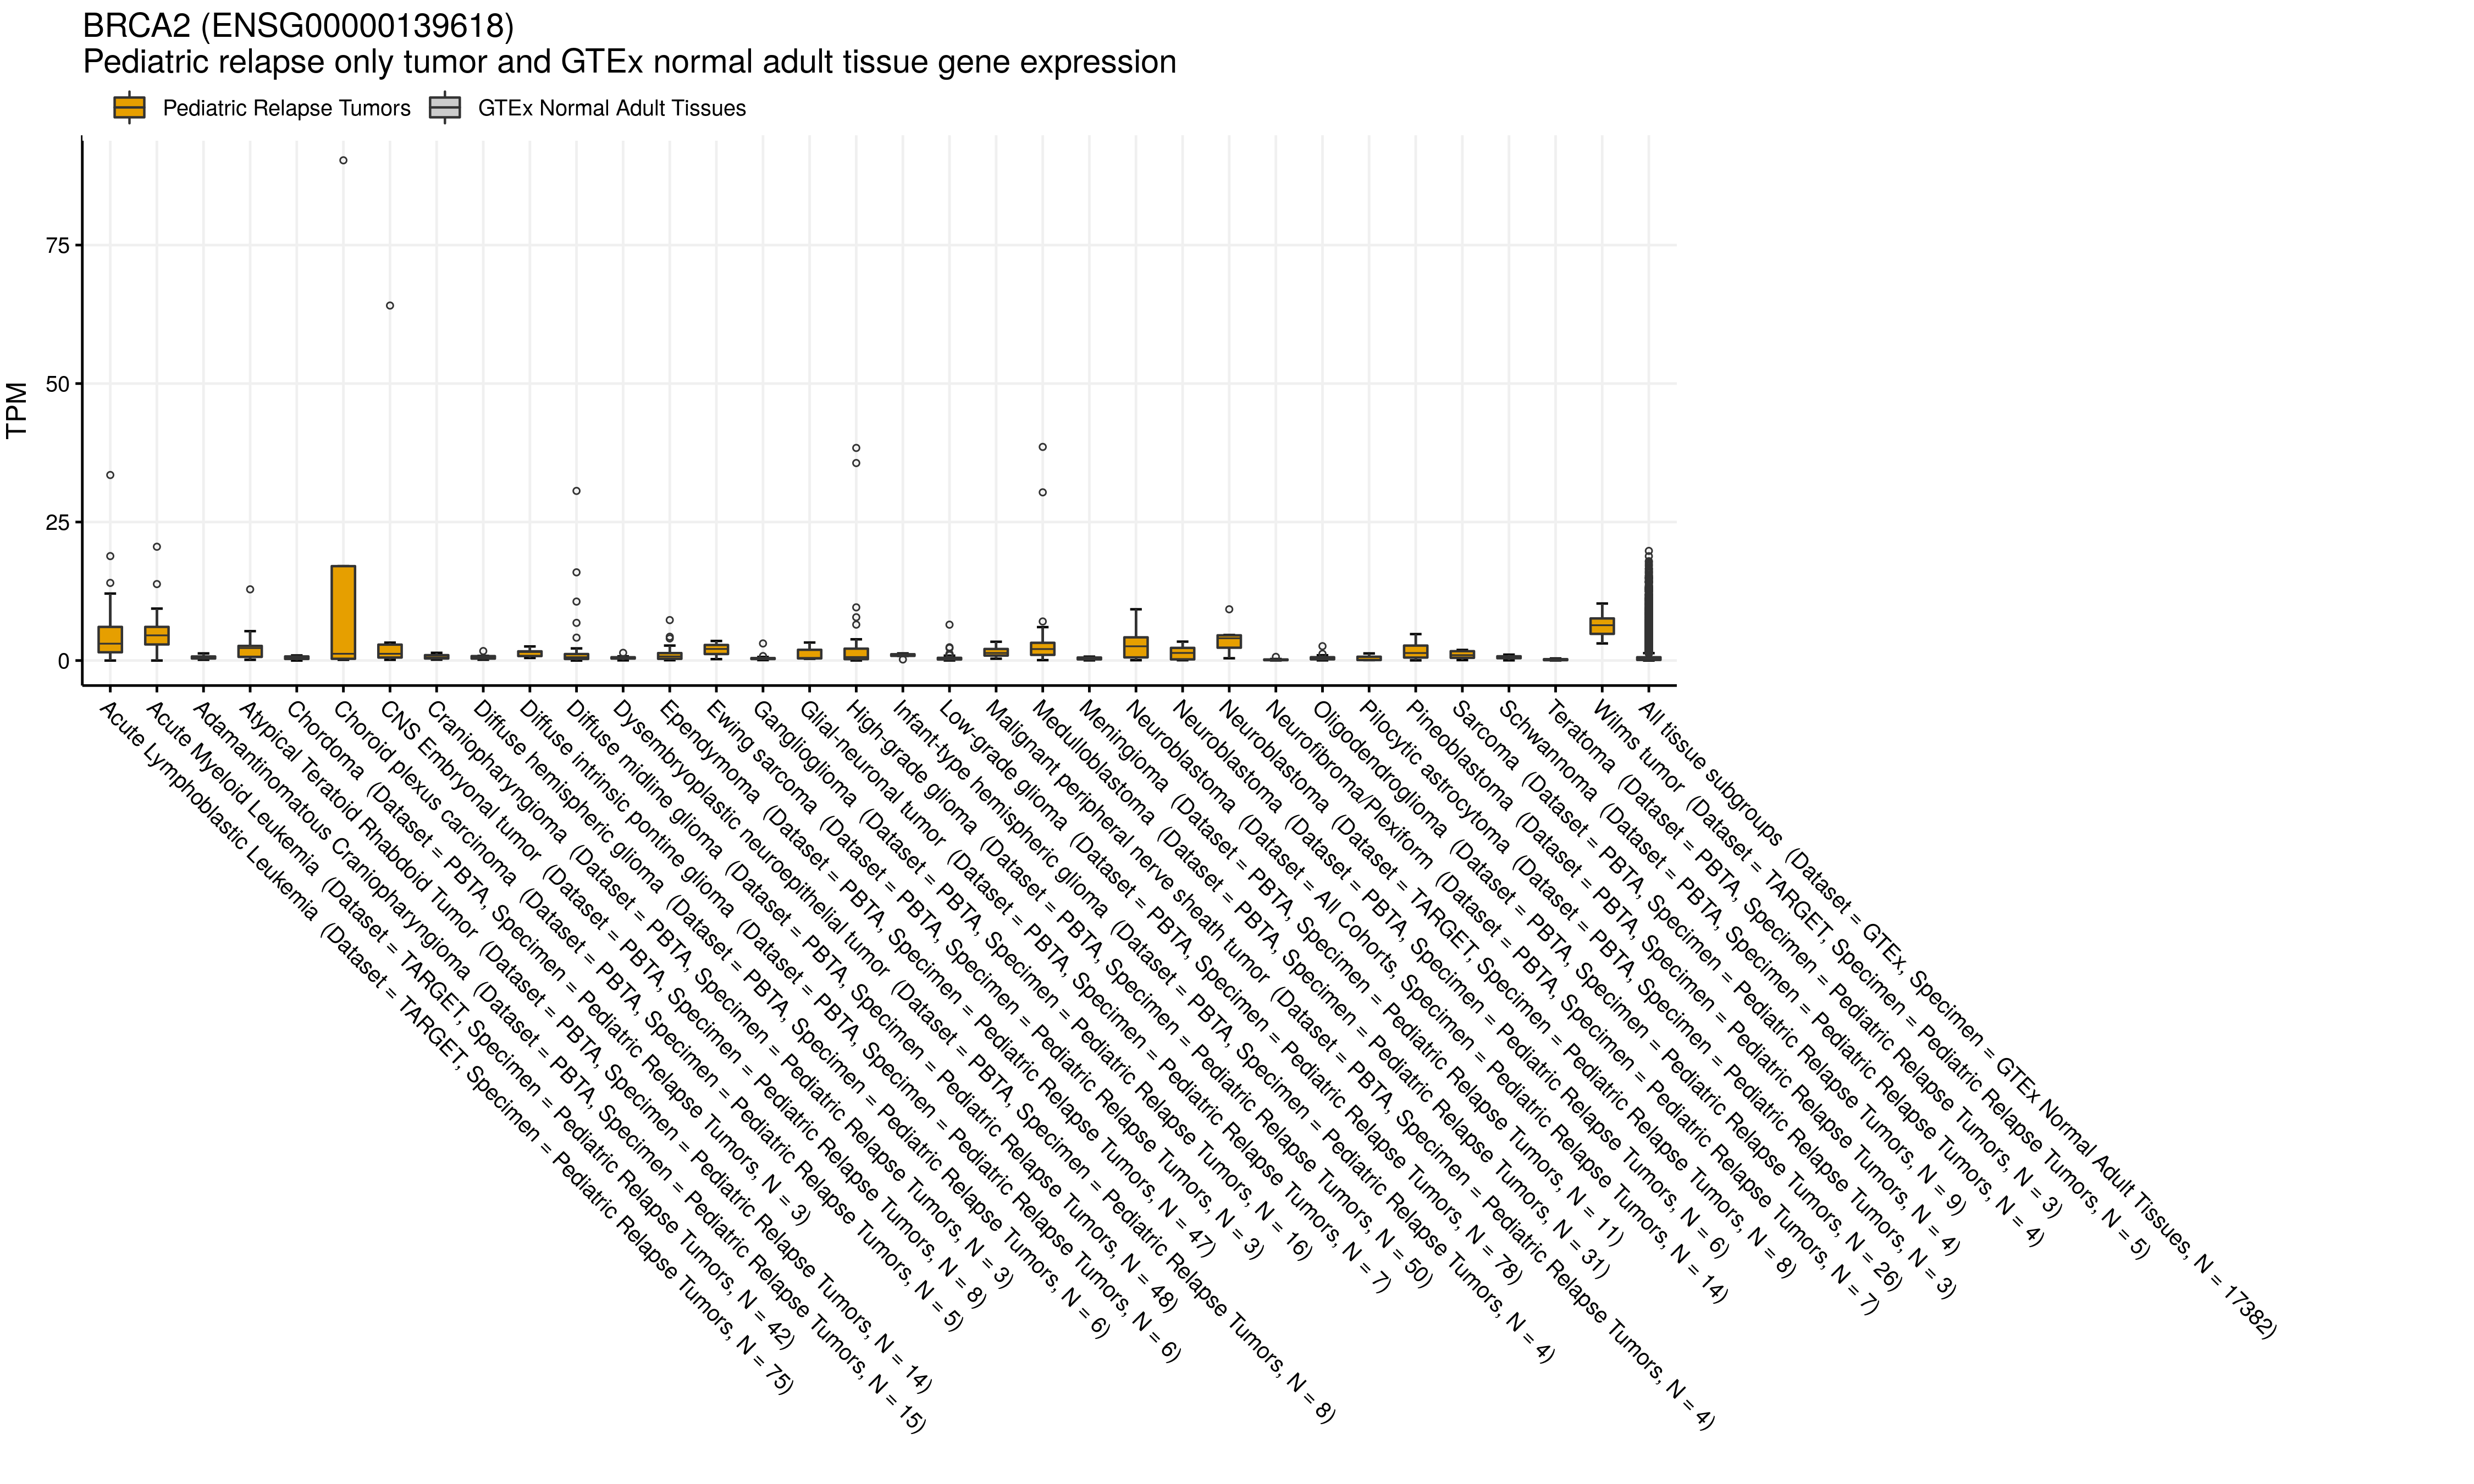 BRCA2 (ENSG00000139618)
Pediatric relapse only tumor and GTEx normal adult tissue gene expression
Pediatric Relapse Tumors
GTEx Normal Adult Tissues
TPM
75
50
25
0
Acute Lymphoblastic Leukemia (Dataset = TARGET, Specimen = Pediatric Relapse Tumors, N = 75)
Acute Myeloid Leukemia (Dataset = TARGET, Specimen = Pediatric Relapse Tumors, N = 42)
Adamantinomatous Craniopharyngioma (Dataset = PBTA, Specimen = Pediatric Relapse Tumors, N = 15)
Atypical Teratoid Rhabdoid Tumor (Dataset = PBTA, Specimen = Pediatric Relapse Tumors, N = 14)
Chordoma (Dataset = PBTA, Specimen = Pediatric Relapse Tumors, N = 3)
Choroid plexus carcinoma (Dataset = PBTA, Specimen = Pediatric Relapse Tumors, N = 5)
CNS Embryonal tumor (Dataset = PBTA, Specimen = Pediatric Relapse Tumors, N = 8)
Craniopharyngioma (Dataset = PBTA, Specimen = Pediatric Relapse Tumors, N = 3)
Diffuse hemispheric glioma (Dataset = PBTA, Specimen = Pediatric Relapse Tumors, N = 6)
Diffuse intrinsic pontine glioma (Dataset = PBTA, Specimen = Pediatric Relapse Tumors, N = 6)
Diffuse midline glioma (Dataset = PBTA, Specimen = Pediatric Relapse Tumors, N = 48)
Dysembryoplastic neuroepithelial tumor (Dataset = PBTA, Specimen = Pediatric Relapse Tumors, N = 8)
Ependymoma (Dataset = PBTA, Specimen = Pediatric Relapse Tumors, N = 47)
Ewing sarcoma (Dataset = PBTA, Specimen = Pediatric Relapse Tumors, N = 3)
Ganglioglioma (Dataset = PBTA, Specimen = Pediatric Relapse Tumors, N = 16)
Glial-neuronal tumor (Dataset = PBTA, Specimen = Pediatric Relapse Tumors, N = 7)
High-grade glioma (Dataset = PBTA, Specimen = Pediatric Relapse Tumors, N = 50)
Infant-type hemispheric glioma (Dataset = PBTA, Specimen = Pediatric Relapse Tumors, N = 4)
Low-grade glioma (Dataset = PBTA, Specimen = Pediatric Relapse Tumors, N = 78)
Malignant peripheral nerve sheath tumor (Dataset = PBTA, Specimen = Pediatric Relapse Tumors, N = 4)
Medulloblastoma (Dataset = PBTA, Specimen = Pediatric Relapse Tumors, N = 31)
Meningioma (Dataset = PBTA, Specimen = Pediatric Relapse Tumors, N = 11)
Neuroblastoma (Dataset = All Cohorts, Specimen = Pediatric Relapse Tumors, N = 14)
Neuroblastoma (Dataset = PBTA, Specimen = Pediatric Relapse Tumors, N = 6)
Neuroblastoma (Dataset = TARGET, Specimen = Pediatric Relapse Tumors, N = 8)
Neurofibroma/Plexiform (Dataset = PBTA, Specimen = Pediatric Relapse Tumors, N = 7)
Oligodendroglioma (Dataset = PBTA, Specimen = Pediatric Relapse Tumors, N = 26)
Pilocytic astrocytoma (Dataset = PBTA, Specimen = Pediatric Relapse Tumors, N = 3)
Pineoblastoma (Dataset = PBTA, Specimen = Pediatric Relapse Tumors, N = 4)
Sarcoma (Dataset = PBTA, Specimen = Pediatric Relapse Tumors, N = 9)
Schwannoma (Dataset = PBTA, Specimen = Pediatric Relapse Tumors, N = 4)
Teratoma (Dataset = PBTA, Specimen = Pediatric Relapse Tumors, N = 3)
Wilms tumor (Dataset = TARGET, Specimen = Pediatric Relapse Tumors, N = 5)
All tissue subgroups (Dataset = GTEx, Specimen = GTEx Normal Adult Tissues, N = 17382)